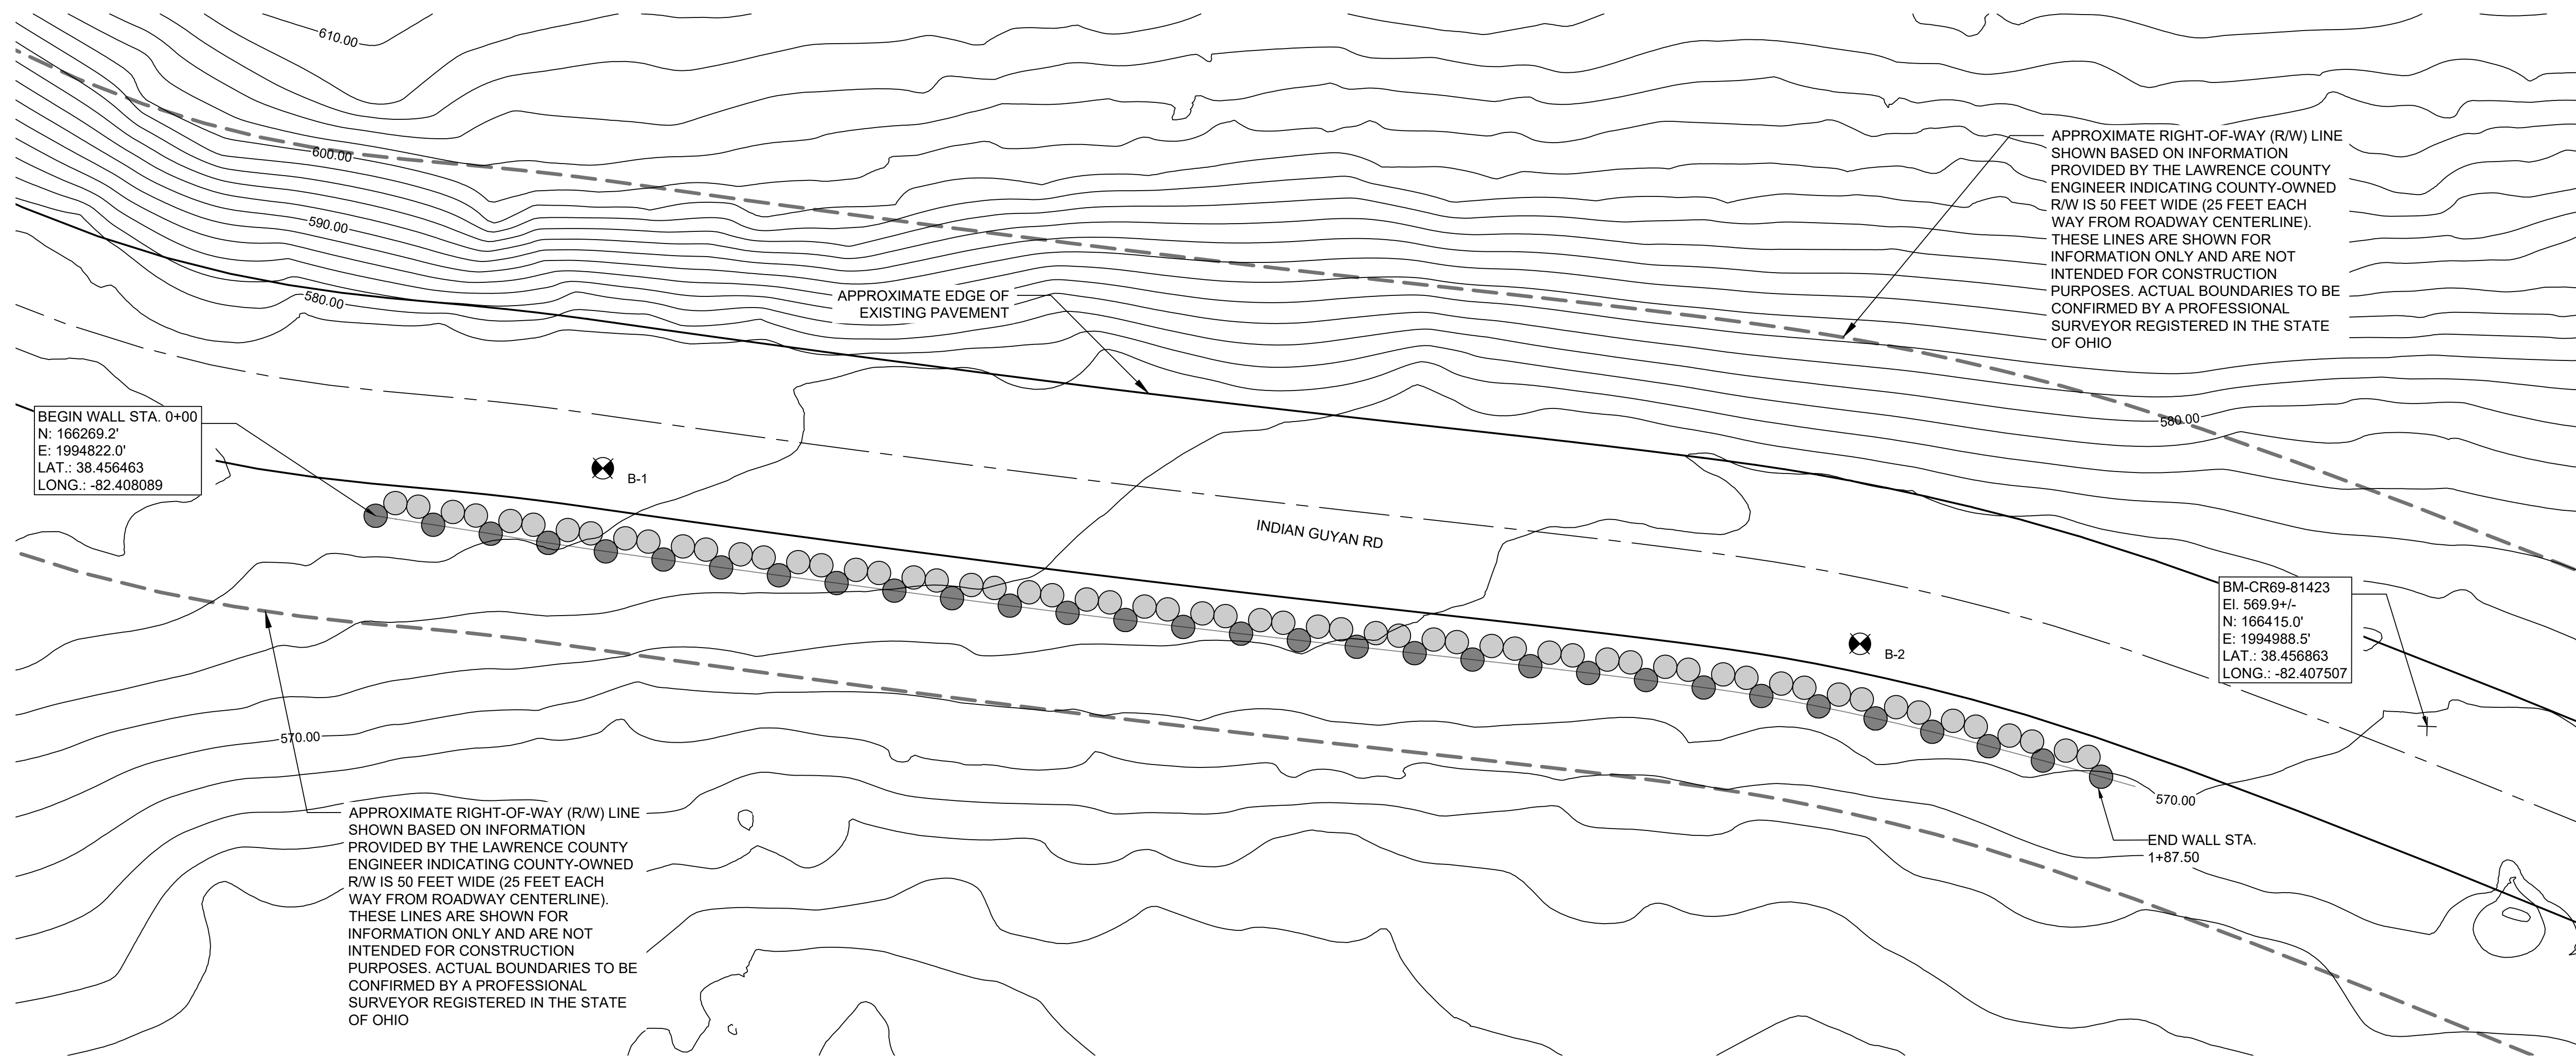 610.00
600.00
590.00
580.00
APPROXIMATE EDGE OF
EXISTING PAVEMENT
APPROXIMATE RIGHT-OF-WAY (R/W) LINE
SHOWN BASED ON INFORMATION
PROVIDED BY THE LAWRENCE COUNTY
ENGINEER INDICATING COUNTY-OWNED
R/W IS 50 FEET WIDE (25 FEET EACH
WAY FROM ROADWAY CENTERLINE).
THESE LINES ARE SHOWN FOR
INFORMATION ONLY AND ARE NOT
INTENDED FOR CONSTRUCTION
PURPOSES. ACTUAL BOUNDARIES TO BE
CONFIRMED BY A PROFESSIONAL
SURVEYOR REGISTERED IN THE STATE
OF OHIO
580.00
BEGIN WALL STA. 0+00
N: 166269.2'
E: 1994822.0'
LAT.: 38.456463
LONG.: -82.408089
B-1
INDIAN GUYAN RD
B-2
BM-CR69-81423
El. 569.9+/-
N: 166415.0'
E: 1994988.5'
LAT.: 38.456863
LONG.: -82.407507
570.00
570.00
END WALL STA.
1+87.50
APPROXIMATE RIGHT-OF-WAY (R/W) LINE
SHOWN BASED ON INFORMATION
PROVIDED BY THE LAWRENCE COUNTY
ENGINEER INDICATING COUNTY-OWNED
R/W IS 50 FEET WIDE (25 FEET EACH
WAY FROM ROADWAY CENTERLINE).
THESE LINES ARE SHOWN FOR
INFORMATION ONLY AND ARE NOT
INTENDED FOR CONSTRUCTION
PURPOSES. ACTUAL BOUNDARIES TO BE
CONFIRMED BY A PROFESSIONAL
SURVEYOR REGISTERED IN THE STATE
OF OHIO